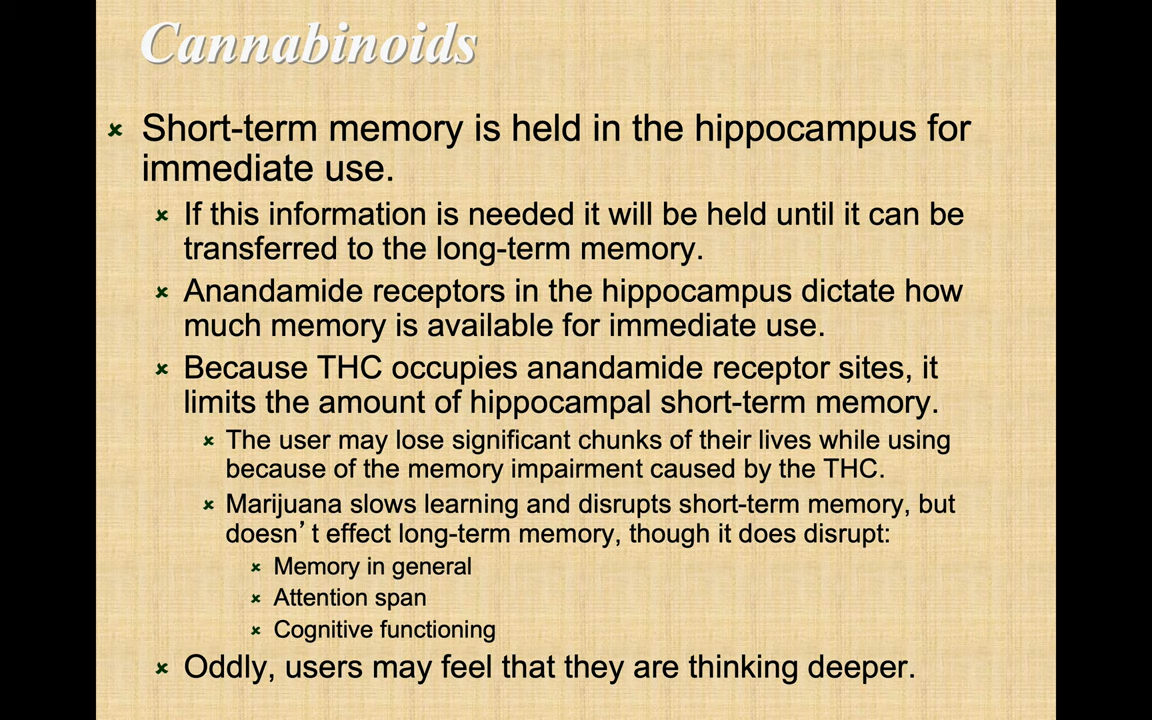 Cannabinoids
Short-term memory is held in the hippocampus for
immediate use.
If this information is needed it will be held until it can be
transferred to the long-term memory.
Anandamide receptors in the hippocampus dictate how
much memory is available for immediate use.
Because THC occupies anandamide receptor sites, it
limits the amount of hippocampal short-term memory.
The user may lose significant chunks of their lives while using
because of the memory impairment caused by the THC.
Marijuana slows learning and disrupts short-term memory, but
doesn’t effect long-term memory, though it does disrupt:
Memory in general
Attention span
Cognitive functioning
Oddly, users may feel that they are thinking deeper.